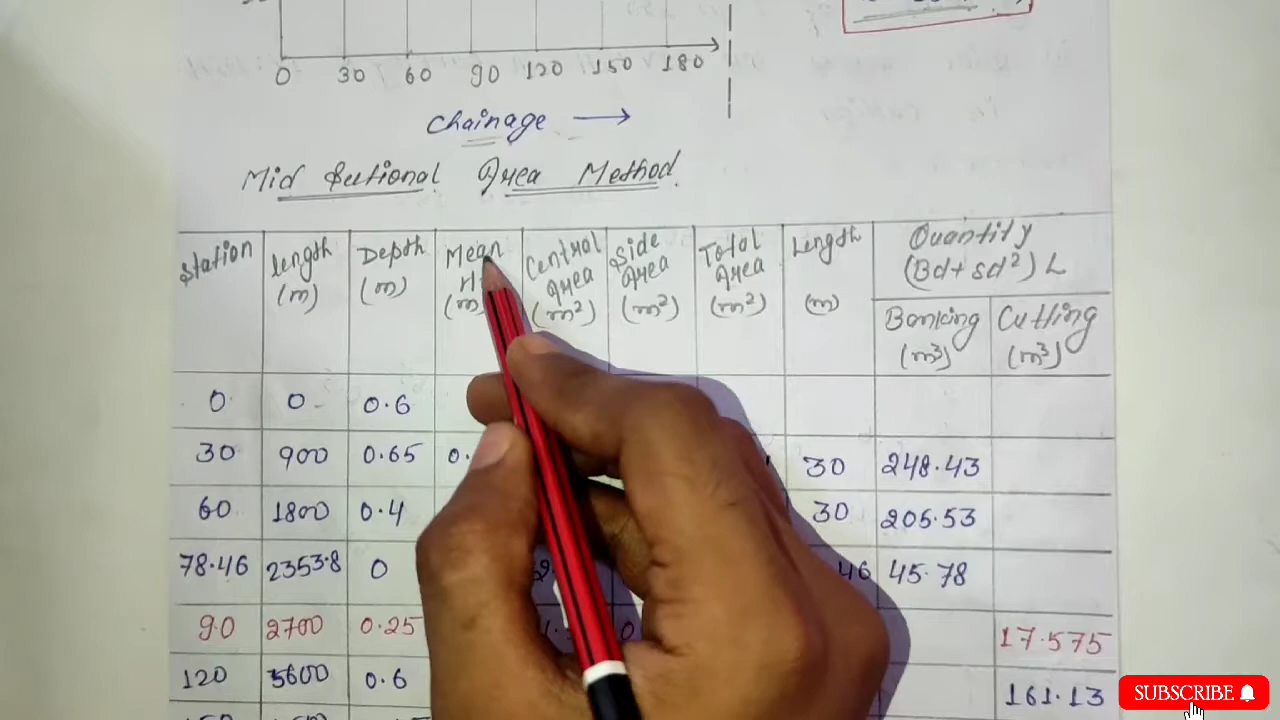 0 30 60 90 120 150 180
Chainage
Mid Sectional Area Method
Station Length (m) Depth (m) Mean (m) Central Area (m²) Side Area (m²) Total Area (m²) Length (m) Quantity (Bd+sd²) L
Banking (m³) Cutting (m³)
0 0 0.6
30 900 0.65 0. 30 248.43
60 1800 0.4 30 205.53
78.46 2353.8 0 46 45.78
90 2700 0.25 0 17.575
120 3600 0.6 161.13
SUBSCRIBE